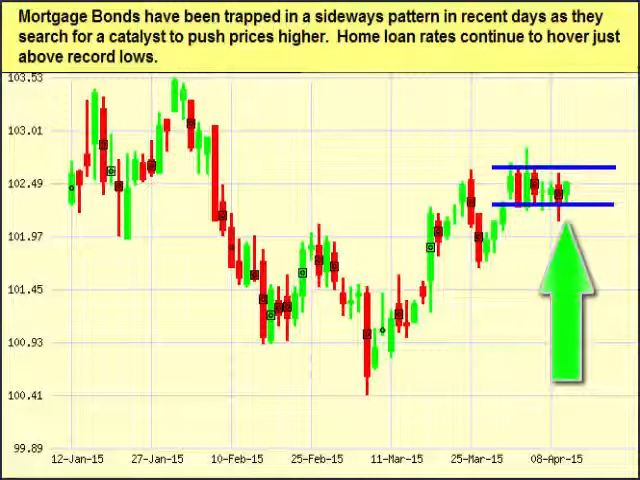 Mortgage Bonds have been trapped in a sideways pattern in recent days as they
search for a catalyst to push prices higher.  Home loan rates continue to hover just
above record lows.
103.53
103.01
102.49
101.97
101.45
100.93
100.41
99.89
12-Jan-15 27-Jan-15 10-Feb-15 25-Feb-15 11-Mar-15 25-Mar-15 08-Apr-15